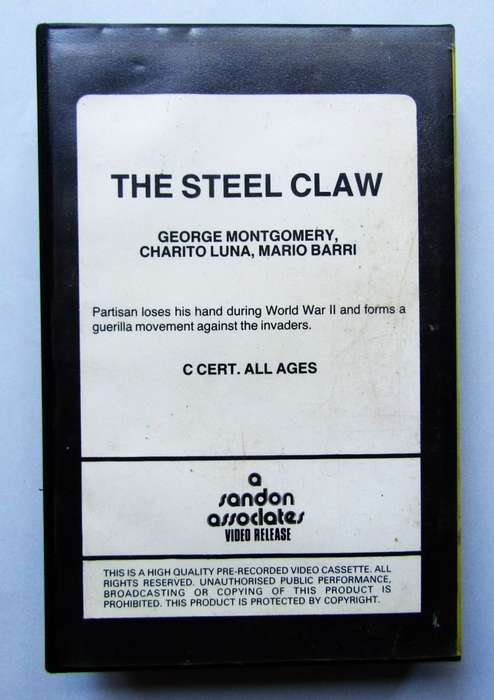 THE STEEL CLAW
GEORGE MONTGOMERY,
CHARITO LUNA, MARIO BARRI
Partisan loses his hand during World War II and forms a
guerilla movement against the invaders.
C CERT. ALL AGES
a
sandon
associates
VIDEO RELEASE
THIS IS A HIGH QUALITY PRE-RECORDED VIDEO CASSETTE. ALL
RIGHTS RESERVED. UNAUTHORISED PUBLIC PERFORMANCE,
BROADCASTING OR COPYING OF THIS PRODUCT IS
PROHIBITED. THIS PRODUCT IS PROTECTED BY COPYRIGHT.